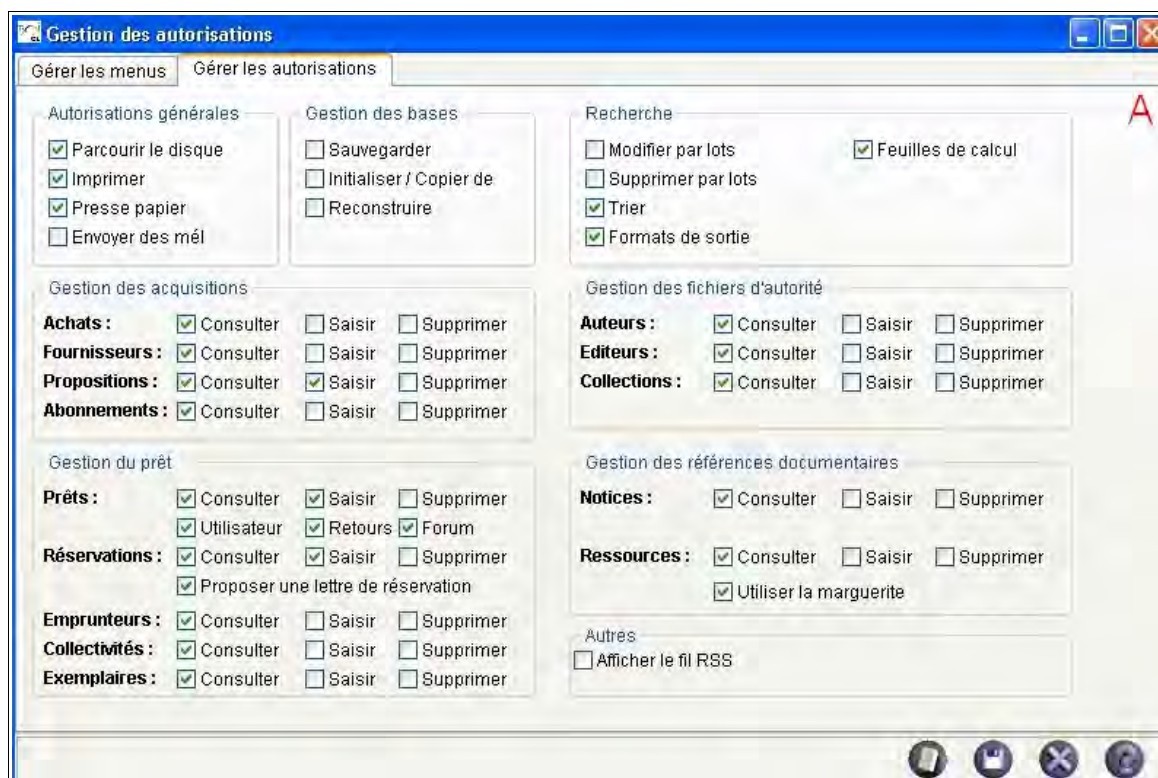 Gestion des autorisations
Gérer les menus Gérer les autorisations
A
Autorisations générales
Parcourir le disque
Imprimer
Presse papier
Envoyer des mél
Gestion des bases
Sauvegarder
Initialiser / Copier de
Reconstruire
Recherche
Modifier par lots Feuilles de calcul
Supprimer par lots
Trier
Formats de sortie
Gestion des acquisitions
Achats : Consulter Saisir Supprimer
Fournisseurs : Consulter Saisir Supprimer
Propositions : Consulter Saisir Supprimer
Abonnements : Consulter Saisir Supprimer
Gestion des fichiers d'autorité
Auteurs : Consulter Saisir Supprimer
Editeurs : Consulter Saisir Supprimer
Collections : Consulter Saisir Supprimer
Gestion du prêt
Prêts : Consulter Saisir Supprimer
Utilisateur Retours Forum
Réservations : Consulter Saisir Supprimer
Proposer une lettre de réservation
Emprunteurs : Consulter Saisir Supprimer
Collectivités : Consulter Saisir Supprimer
Exemplaires : Consulter Saisir Supprimer
Gestion des références documentaires
Notices : Consulter Saisir Supprimer
Ressources : Consulter Saisir Supprimer
Utiliser la marguerite
Autres
Afficher le fil RSS